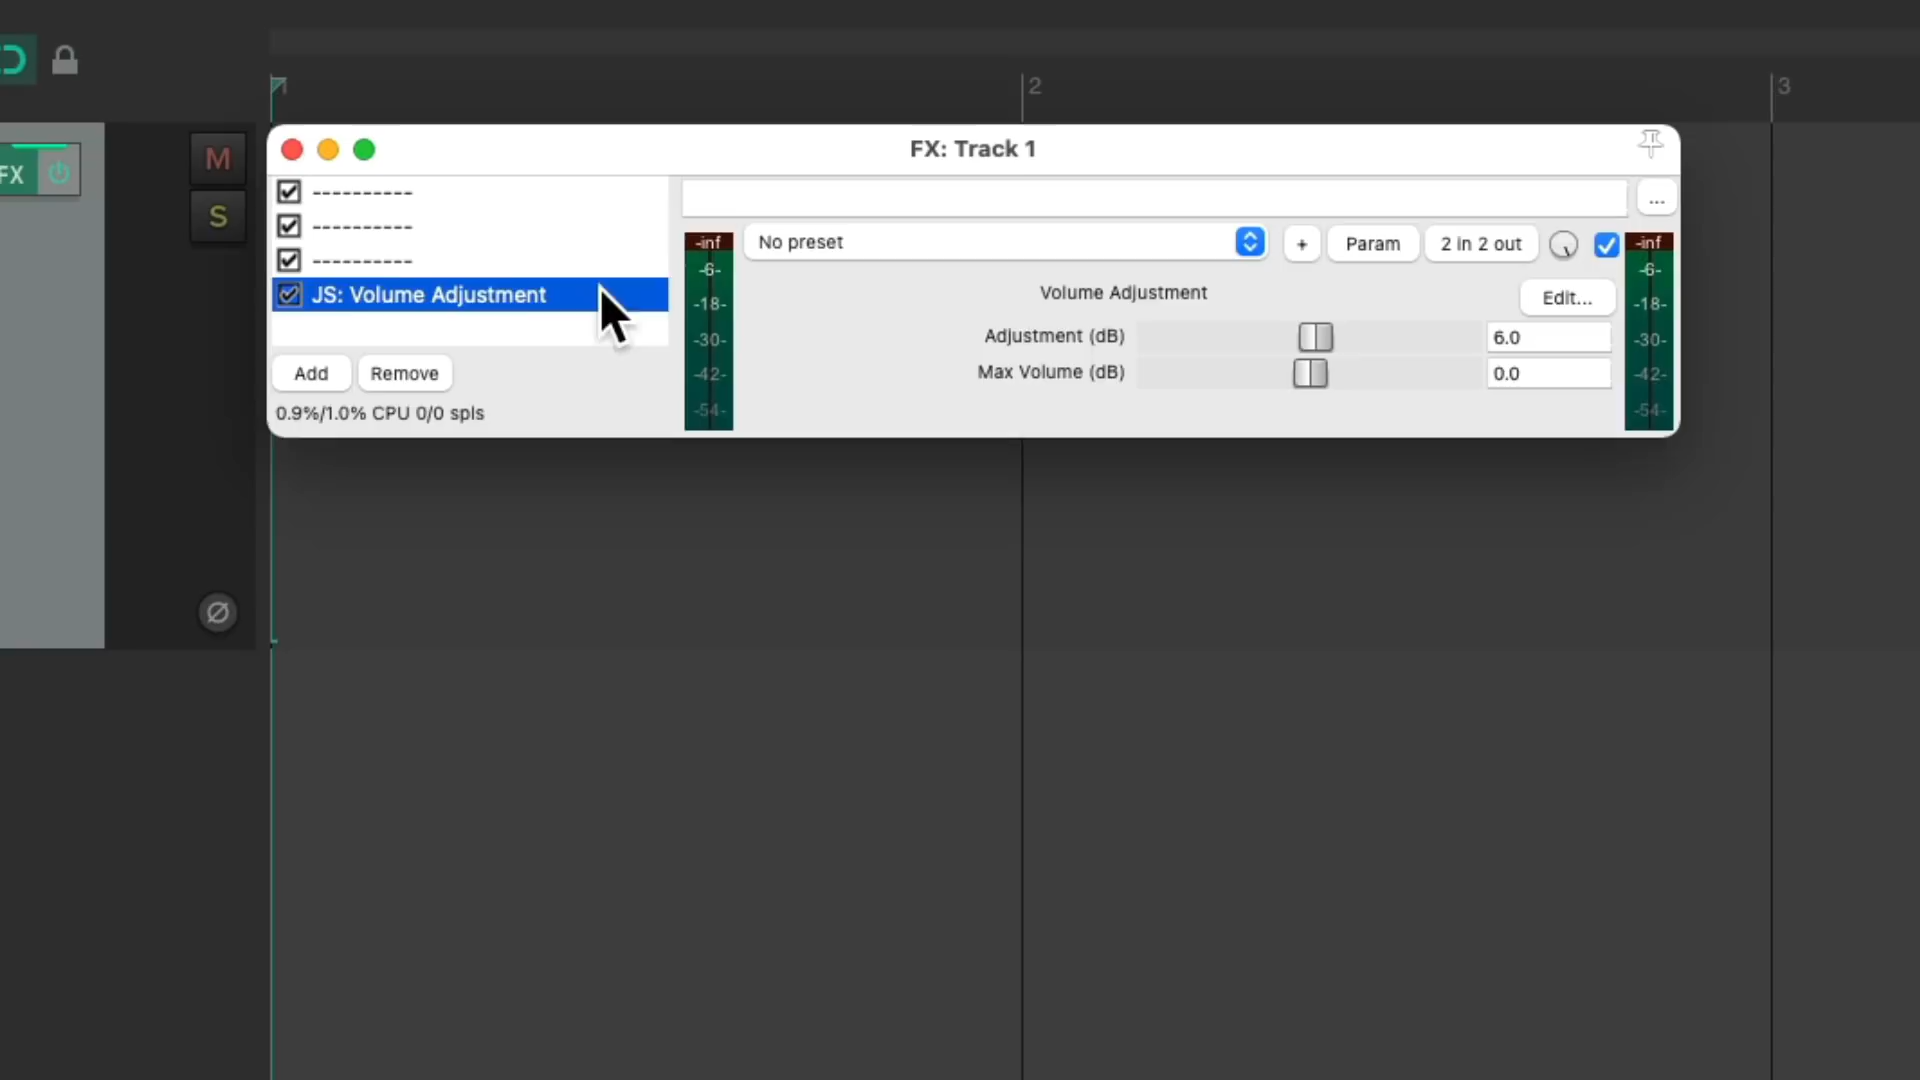 1
2
3
FX: Track 1
FX
M
S
----------
----------
----------
JS: Volume Adjustment
Add
Remove
0.9%/1.0% CPU 0/0 spls
...
No preset
+
Param
2 in 2 out
Volume Adjustment
Edit...
Adjustment (dB)
6.0
Max Volume (dB)
0.0
-inf
-6-
-18-
-30-
-42-
-54-
-inf
-6-
-18-
-30-
-42-
-54-